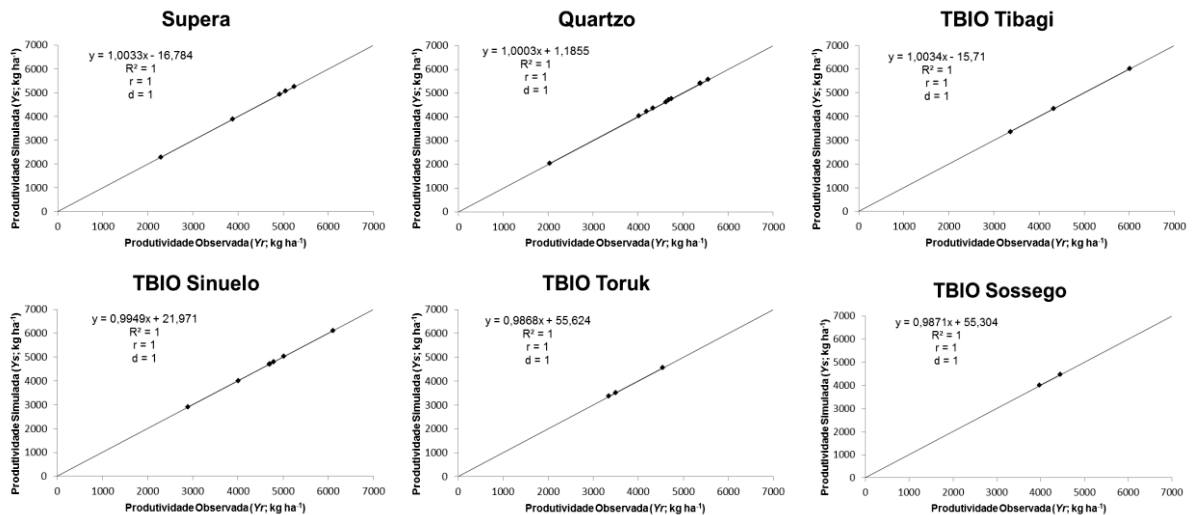 Supera
y = 1,0033x - 16,784
R² = 1
r = 1
d = 1
Produtividade Simulada (Ys; kg ha⁻¹)
7000
6000
5000
4000
3000
2000
1000
0
0 1000 2000 3000 4000 5000 6000 7000
Produtividade Observada (Yr; kg ha⁻¹)
Quartzo
y = 1,0003x + 1,1855
R² = 1
r = 1
d = 1
Produtividade Simulada (Ys; kg ha⁻¹)
7000
6000
5000
4000
3000
2000
1000
0
0 1000 2000 3000 4000 5000 6000 7000
Produtividade Observada (Yr; kg ha⁻¹)
TBIO Tibagi
y = 1,0034x - 15,71
R² = 1
r = 1
d = 1
Produtividade Simulada (Ys; kg ha⁻¹)
7000
6000
5000
4000
3000
2000
1000
0
0 1000 2000 3000 4000 5000 6000 7000
Produtividade Observada (Yr; kg ha⁻¹)
TBIO Sinuelo
y = 0,9949x + 21,971
R² = 1
r = 1
d = 1
Produtividade Simulada (Ys; kg ha⁻¹)
7000
6000
5000
4000
3000
2000
1000
0
0 1000 2000 3000 4000 5000 6000 7000
Produtividade Observada (Yr; kg ha⁻¹)
TBIO Toruk
y = 0,9868x + 55,624
R² = 1
r = 1
d = 1
Produtividade Simulada (Ys; kg ha⁻¹)
7000
6000
5000
4000
3000
2000
1000
0
0 1000 2000 3000 4000 5000 6000 7000
Produtividade Observada (Yr; kg ha⁻¹)
TBIO Sossego
y = 0,9871x + 55,304
R² = 1
r = 1
d = 1
Produtividade Simulada (Ys; kg ha⁻¹)
7000
6000
5000
4000
3000
2000
1000
0
0 1000 2000 3000 4000 5000 6000 7000
Produtividade Observada (Yr; kg ha⁻¹)